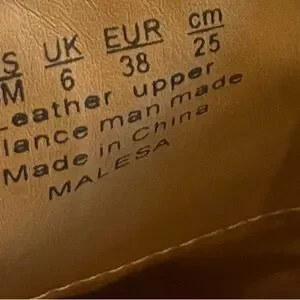 S UK EUR cm
M 6 38 25
Leather upper
lance man made
Made in China
MALESA